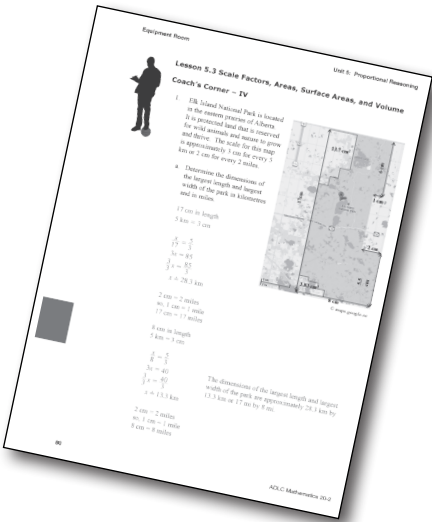 Equipment Room
Unit 5: Proportional Reasoning
Lesson 5.3 Scale Factors, Areas, Surface Areas, and Volume
Coach's Corner – IV
1. Elk Island National Park is located
in the eastern prairies of Alberta.
It is protected land that is reserved
for wild animals and nature to grow
and thrive. The scale for this map
is approximately 3 cm for every 5
km or 2 cm for every 2 miles.
a. Determine the dimensions of
the largest length and largest
width of the park in kilometres
and in miles.
17 cm in length
5 km = 3 cm
3x = 85
x = 28.3 km
2 cm = 2 miles
so, 1 cm = 1 mile
17 cm = 17 miles
8 cm in length
5 km = 3 cm
3x = 40
x = 13.3 km
2 cm = 2 miles
so, 1 cm = 1 mile
8 cm = 8 miles
The dimensions of the largest length and largest
width of the park are approximately 28.3 km by
13.3 km or 17 mi by 8 mi.
13.7 cm
8 cm
© maps.google.ca
86
ADLC Mathematics 20-2